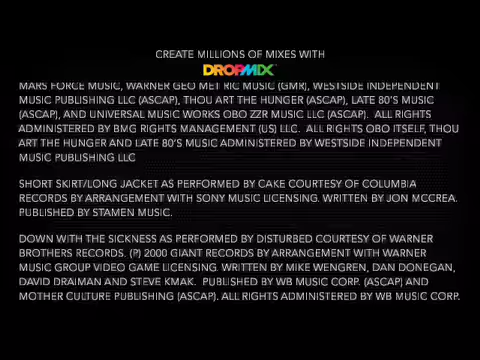 CREATE MILLIONS OF MIXES WITH
DROPMIX™
MARS FORCE MUSIC, WARNER GEO MET RIC MUSIC (GMR), WESTSIDE INDEPENDENT
MUSIC PUBLISHING LLC (ASCAP), THOU ART THE HUNGER (ASCAP), LATE 80'S MUSIC
(ASCAP), AND UNIVERSAL MUSIC WORKS OBO ZZR MUSIC LLC (ASCAP).  ALL RIGHTS
ADMINISTERED BY BMG RIGHTS MANAGEMENT (US) LLC.  ALL RIGHTS OBO ITSELF, THOU
ART THE HUNGER AND LATE 80'S MUSIC ADMINISTERED BY WESTSIDE INDEPENDENT
MUSIC PUBLISHING LLC
SHORT SKIRT/LONG JACKET AS PERFORMED BY CAKE COURTESY OF COLUMBIA
RECORDS BY ARRANGEMENT WITH SONY MUSIC LICENSING. WRITTEN BY JON MCCREA.
PUBLISHED BY STAMEN MUSIC.
DOWN WITH THE SICKNESS AS PERFORMED BY DISTURBED COURTESY OF WARNER
BROTHERS RECORDS. (P) 2000 GIANT RECORDS BY ARRANGEMENT WITH WARNER
MUSIC GROUP VIDEO GAME LICENSING. WRITTEN BY MIKE WENGREN, DAN DONEGAN,
DAVID DRAIMAN AND STEVE KMAK.  PUBLISHED BY WB MUSIC CORP. (ASCAP) AND
MOTHER CULTURE PUBLISHING (ASCAP). ALL RIGHTS ADMINISTERED BY WB MUSIC CORP.